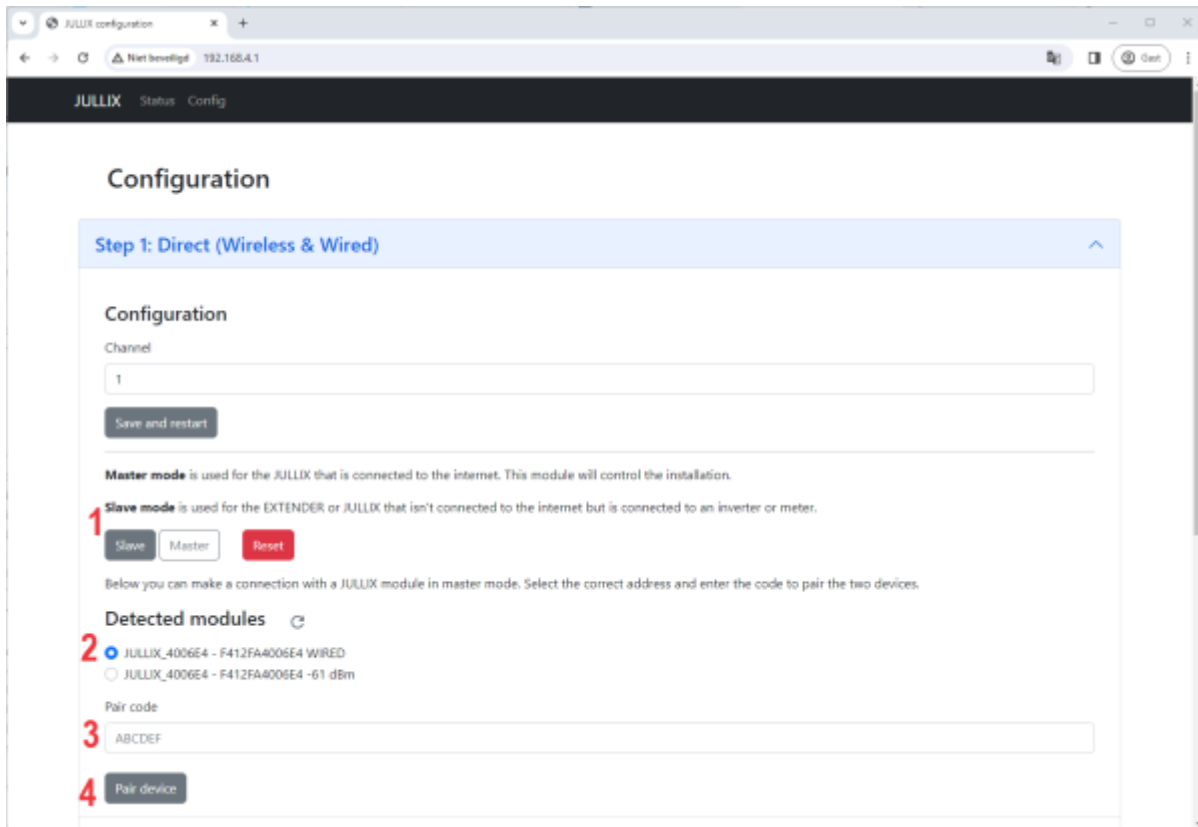 JULLIX configuration
Niet beveiligd 192.168.4.1
Gast
JULLIX Status Config
Configuration
Step 1: Direct (Wireless & Wired)
Configuration
Channel
1
Save and restart
Master mode is used for the JULLIX that is connected to the internet. This module will control the installation.
Slave mode is used for the EXTENDER or JULLIX that isn't connected to the internet but is connected to an inverter or meter.
1
Slave Master Reset
Below you can make a connection with a JULLIX module in master mode. Select the correct address and enter the code to pair the two devices.
Detected modules
2 JULLIX_4006E4 - F412FA4006E4 WIRED
JULLIX_4006E4 - F412FA4006E4 -61 dBm
Pair code
3 ABCDEF
4 Pair device